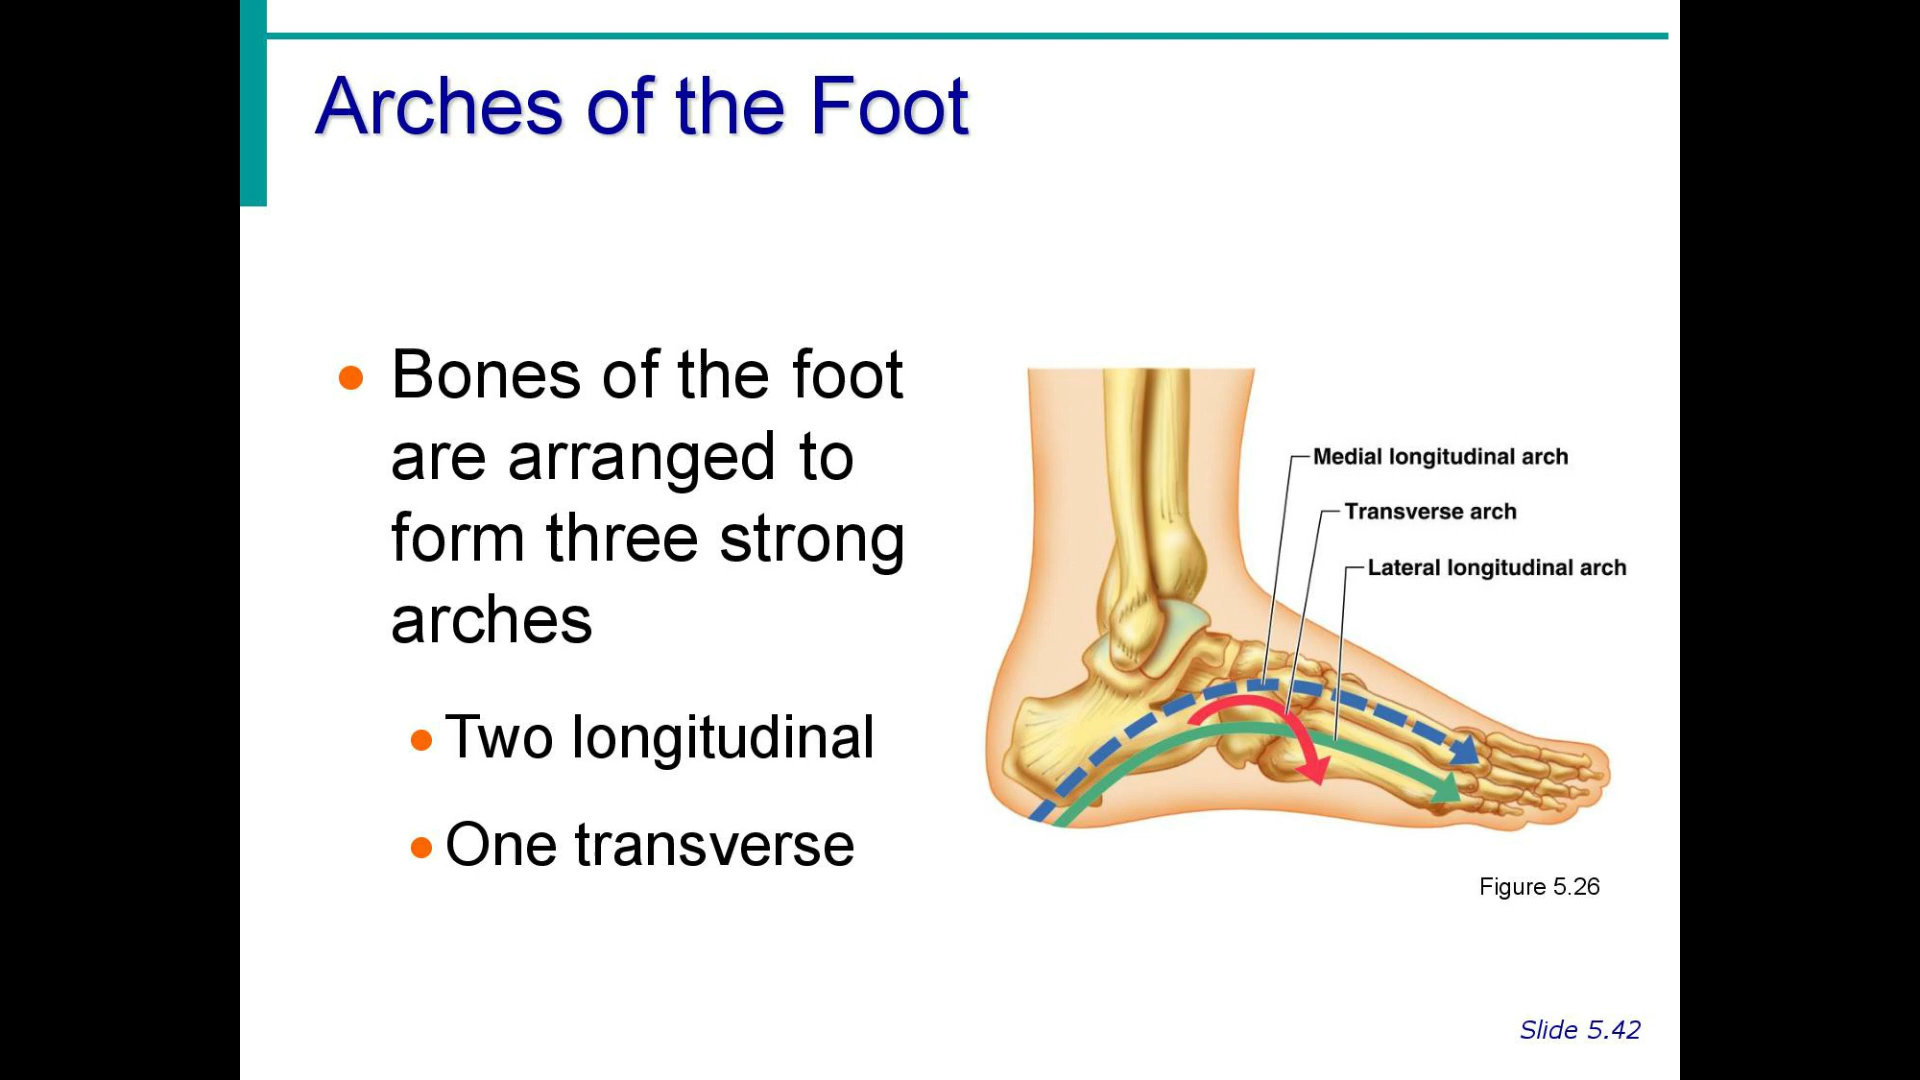 Arches of the Foot
• Bones of the foot
are arranged to
form three strong
arches
• Two longitudinal
• One transverse
Medial longitudinal arch
Transverse arch
Lateral longitudinal arch
Figure 5.26
Slide 5.42